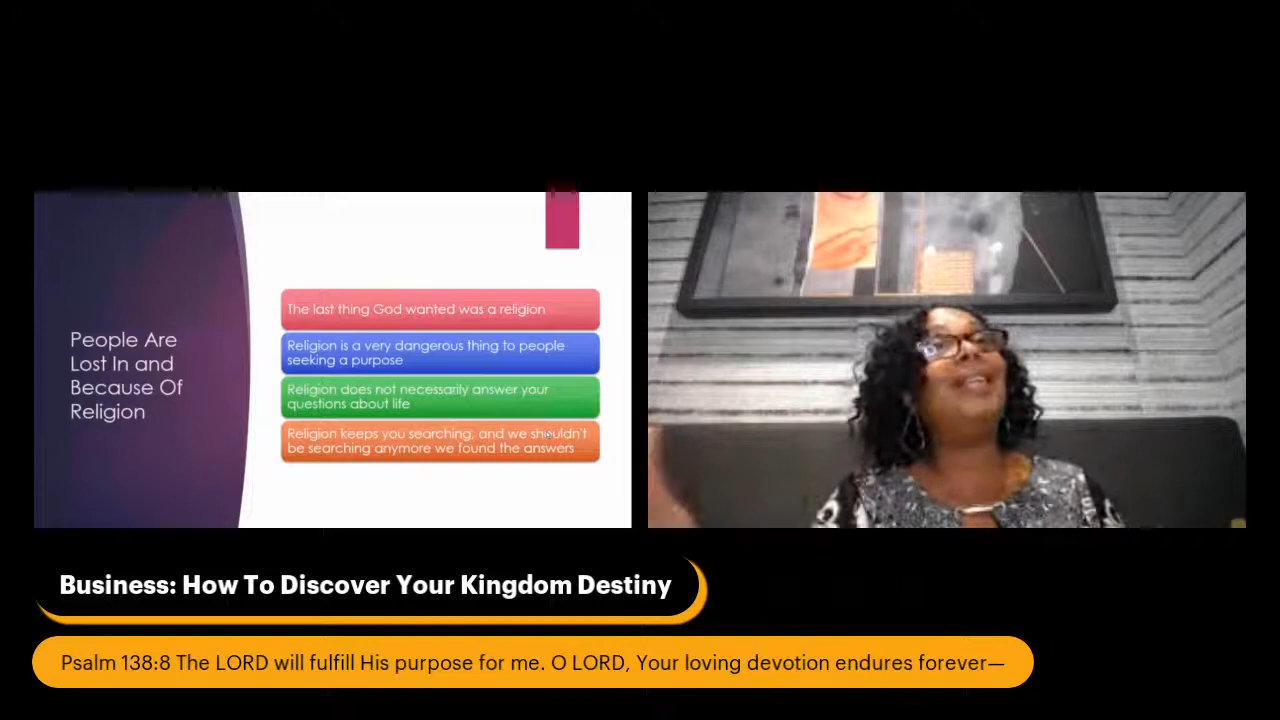 People Are
Lost In and
Because Of
Religion
The last thing God wanted was a religion
Religion is a very dangerous thing to people
seeking a purpose
Religion does not necessarily answer your
questions about life
Religion keeps you searching, and we shouldn't
be searching anymore we found the answers
Business: How To Discover Your Kingdom Destiny
Psalm 138:8 The LORD will fulfill His purpose for me. O LORD, Your loving devotion endures forever—